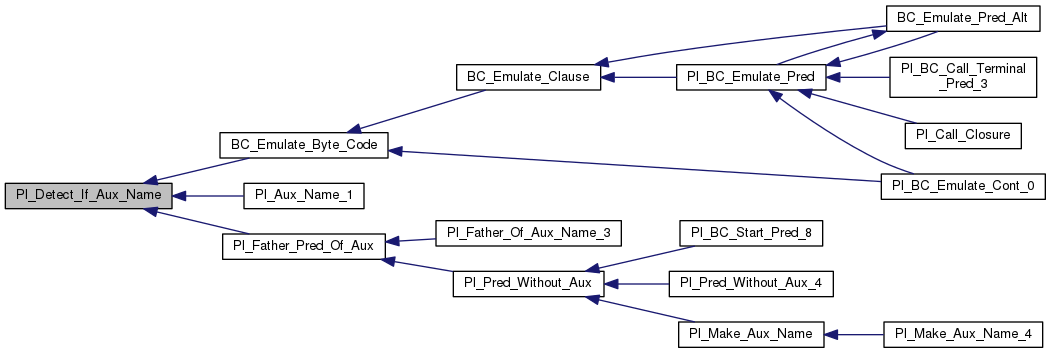 BC_Emulate_Pred_Alt
BC_Emulate_Clause
Pl_BC_Emulate_Pred
Pl_BC_Call_Terminal
_Pred_3
Pl_Call_Closure
BC_Emulate_Byte_Code
Pl_BC_Emulate_Cont_0
Pl_Detect_If_Aux_Name
Pl_Aux_Name_1
Pl_Father_Pred_Of_Aux
Pl_Father_Of_Aux_Name_3
Pl_BC_Start_Pred_8
Pl_Pred_Without_Aux
Pl_Pred_Without_Aux_4
Pl_Make_Aux_Name
Pl_Make_Aux_Name_4